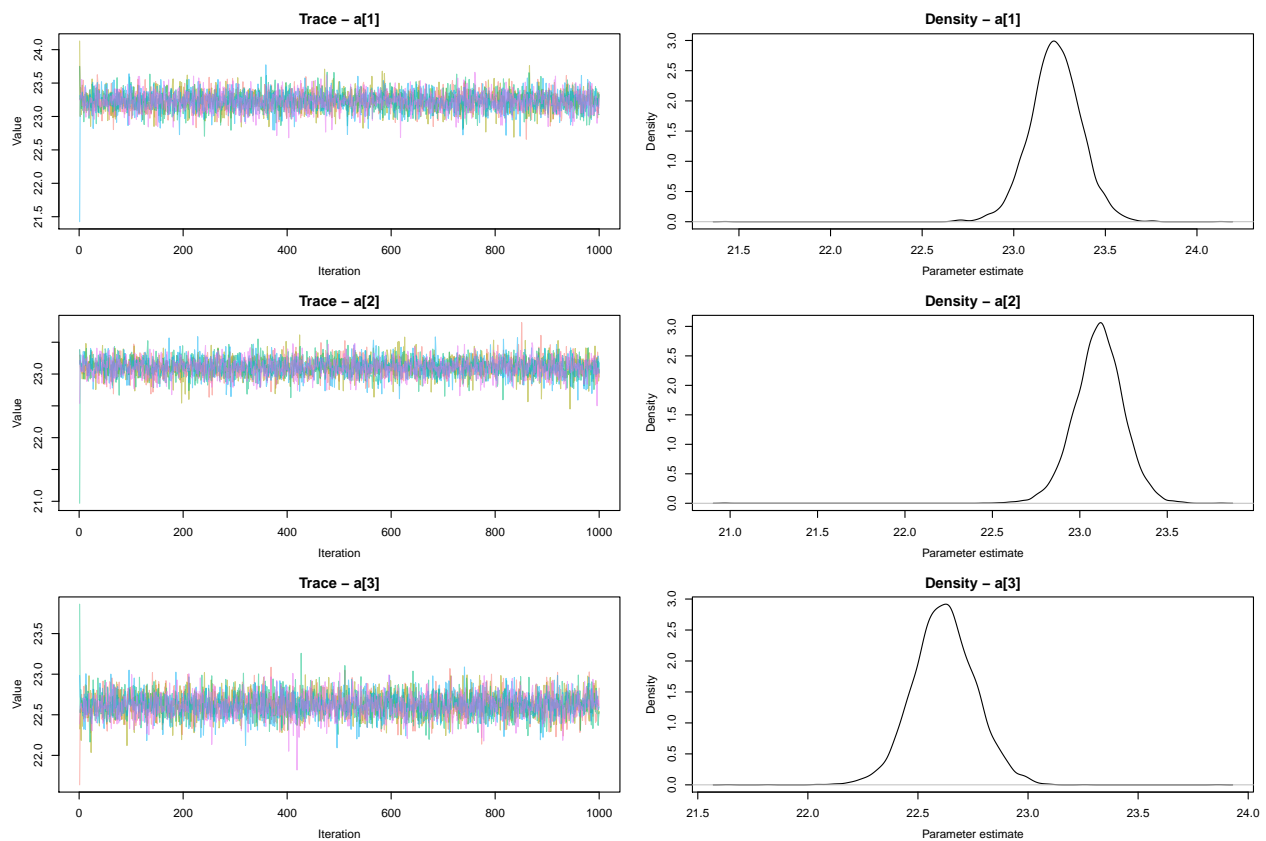 Trace − a[1]
Value
21.5 22.0 22.5 23.0 23.5 24.0
0 200 400 600 800 1000
Iteration
Density − a[1]
Density
0.0 0.5 1.0 1.5 2.0 2.5 3.0
21.5 22.0 22.5 23.0 23.5 24.0
Parameter estimate
Trace − a[2]
Value
21.0 22.0 23.0
0 200 400 600 800 1000
Iteration
Density − a[2]
Density
0.0 0.5 1.0 1.5 2.0 2.5 3.0
21.0 21.5 22.0 22.5 23.0 23.5
Parameter estimate
Trace − a[3]
Value
22.0 22.5 23.0 23.5
0 200 400 600 800 1000
Iteration
Density − a[3]
Density
0.0 0.5 1.0 1.5 2.0 2.5 3.0
21.5 22.0 22.5 23.0 23.5 24.0
Parameter estimate